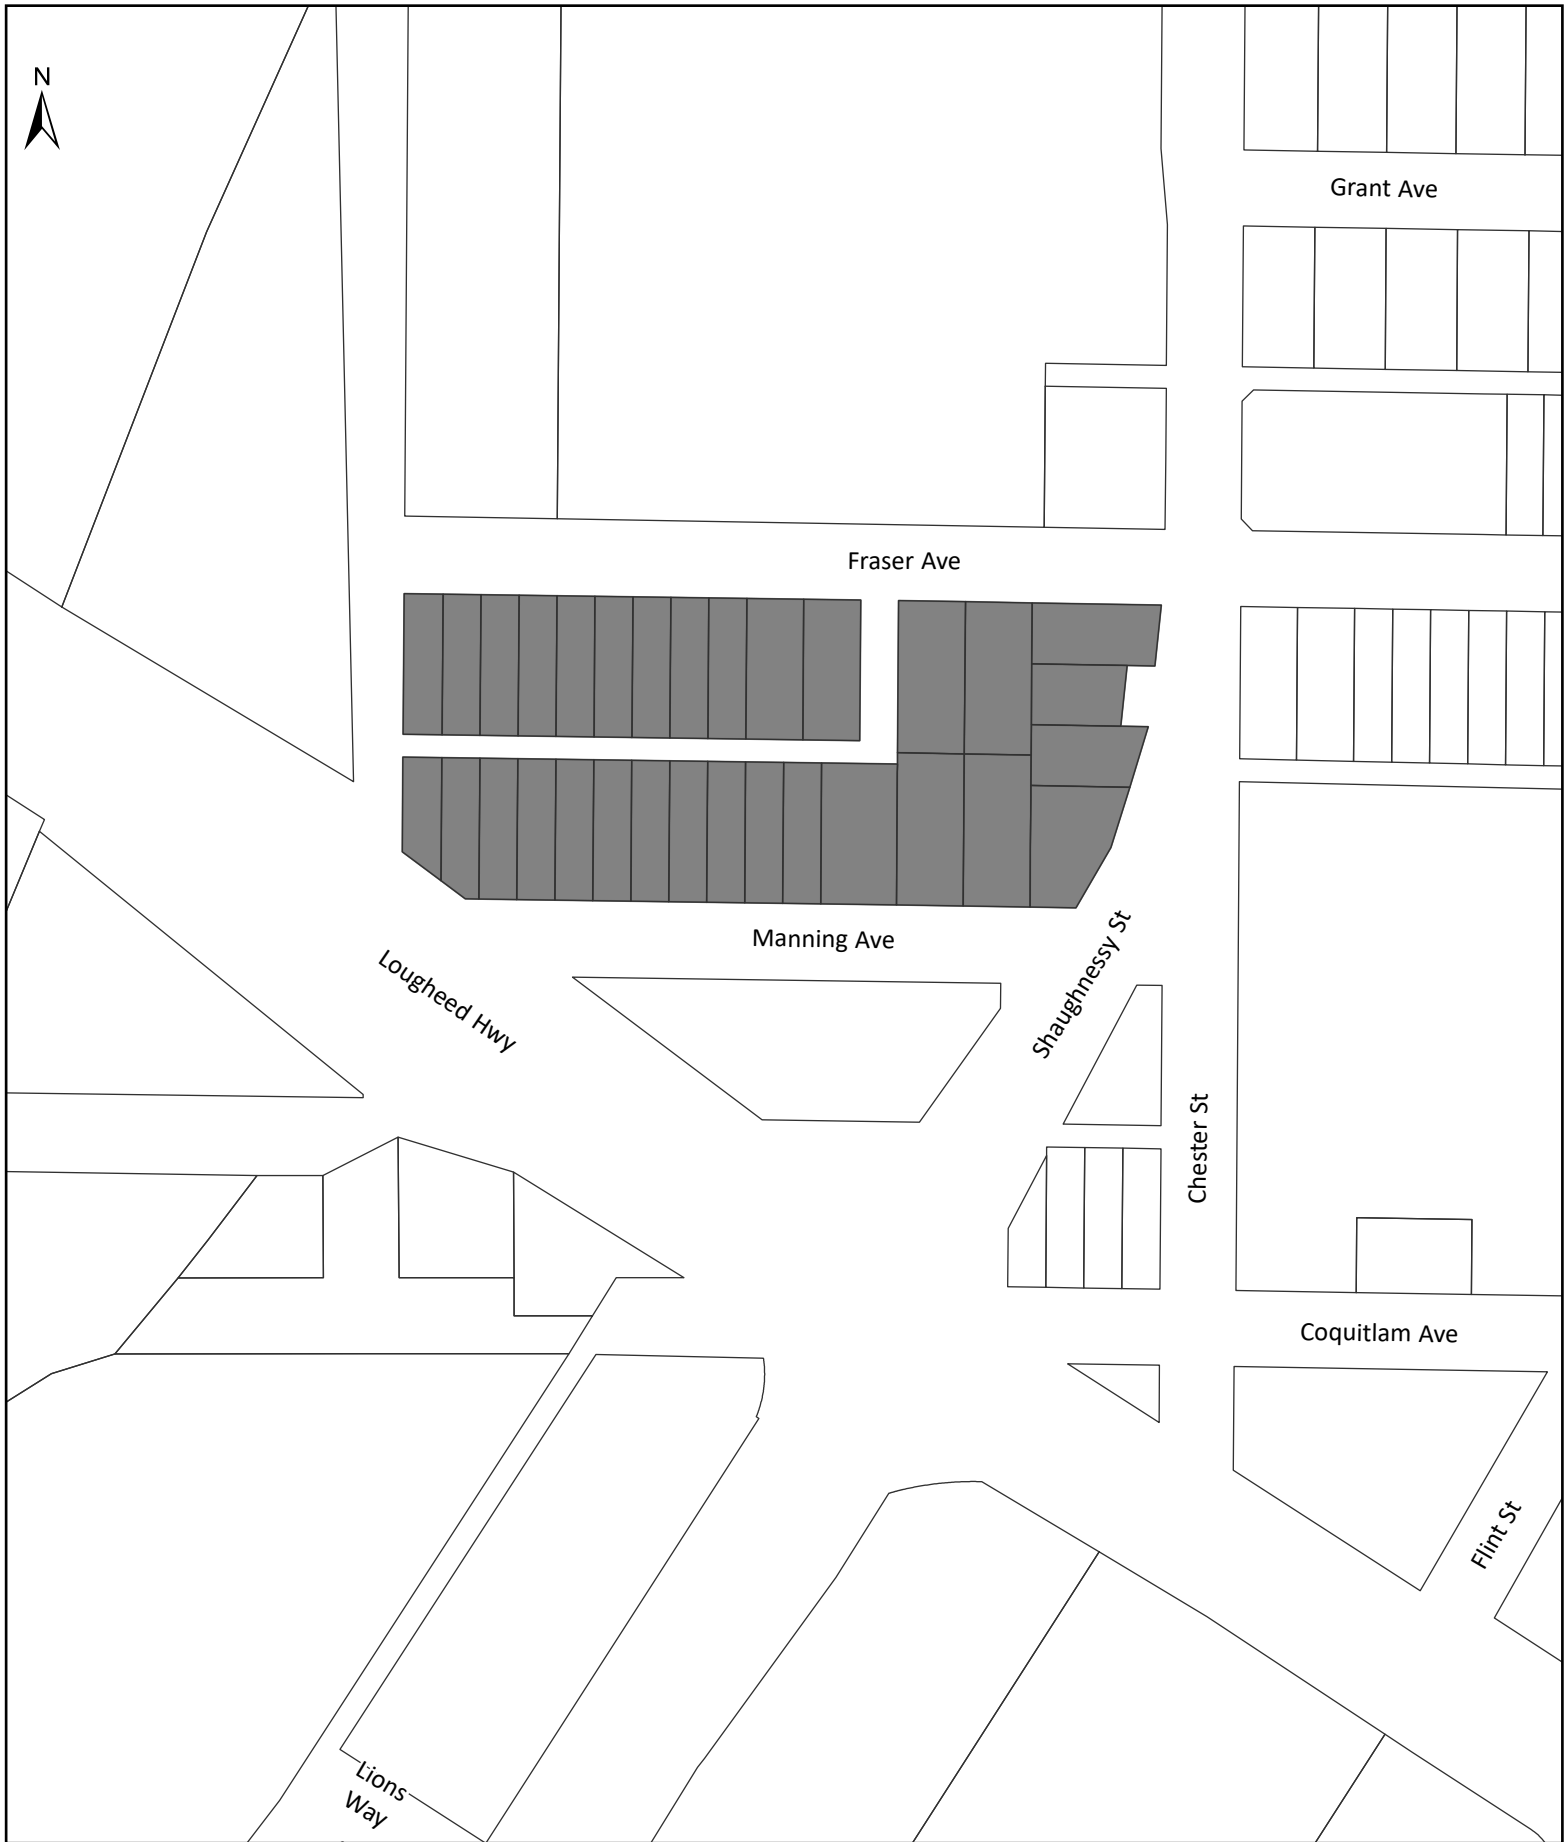 N
Grant Ave
Fraser Ave
Manning Ave
Shaughnessy St
Lougheed Hwy
Chester St
Coquitlam Ave
Flint St
Lions
Way